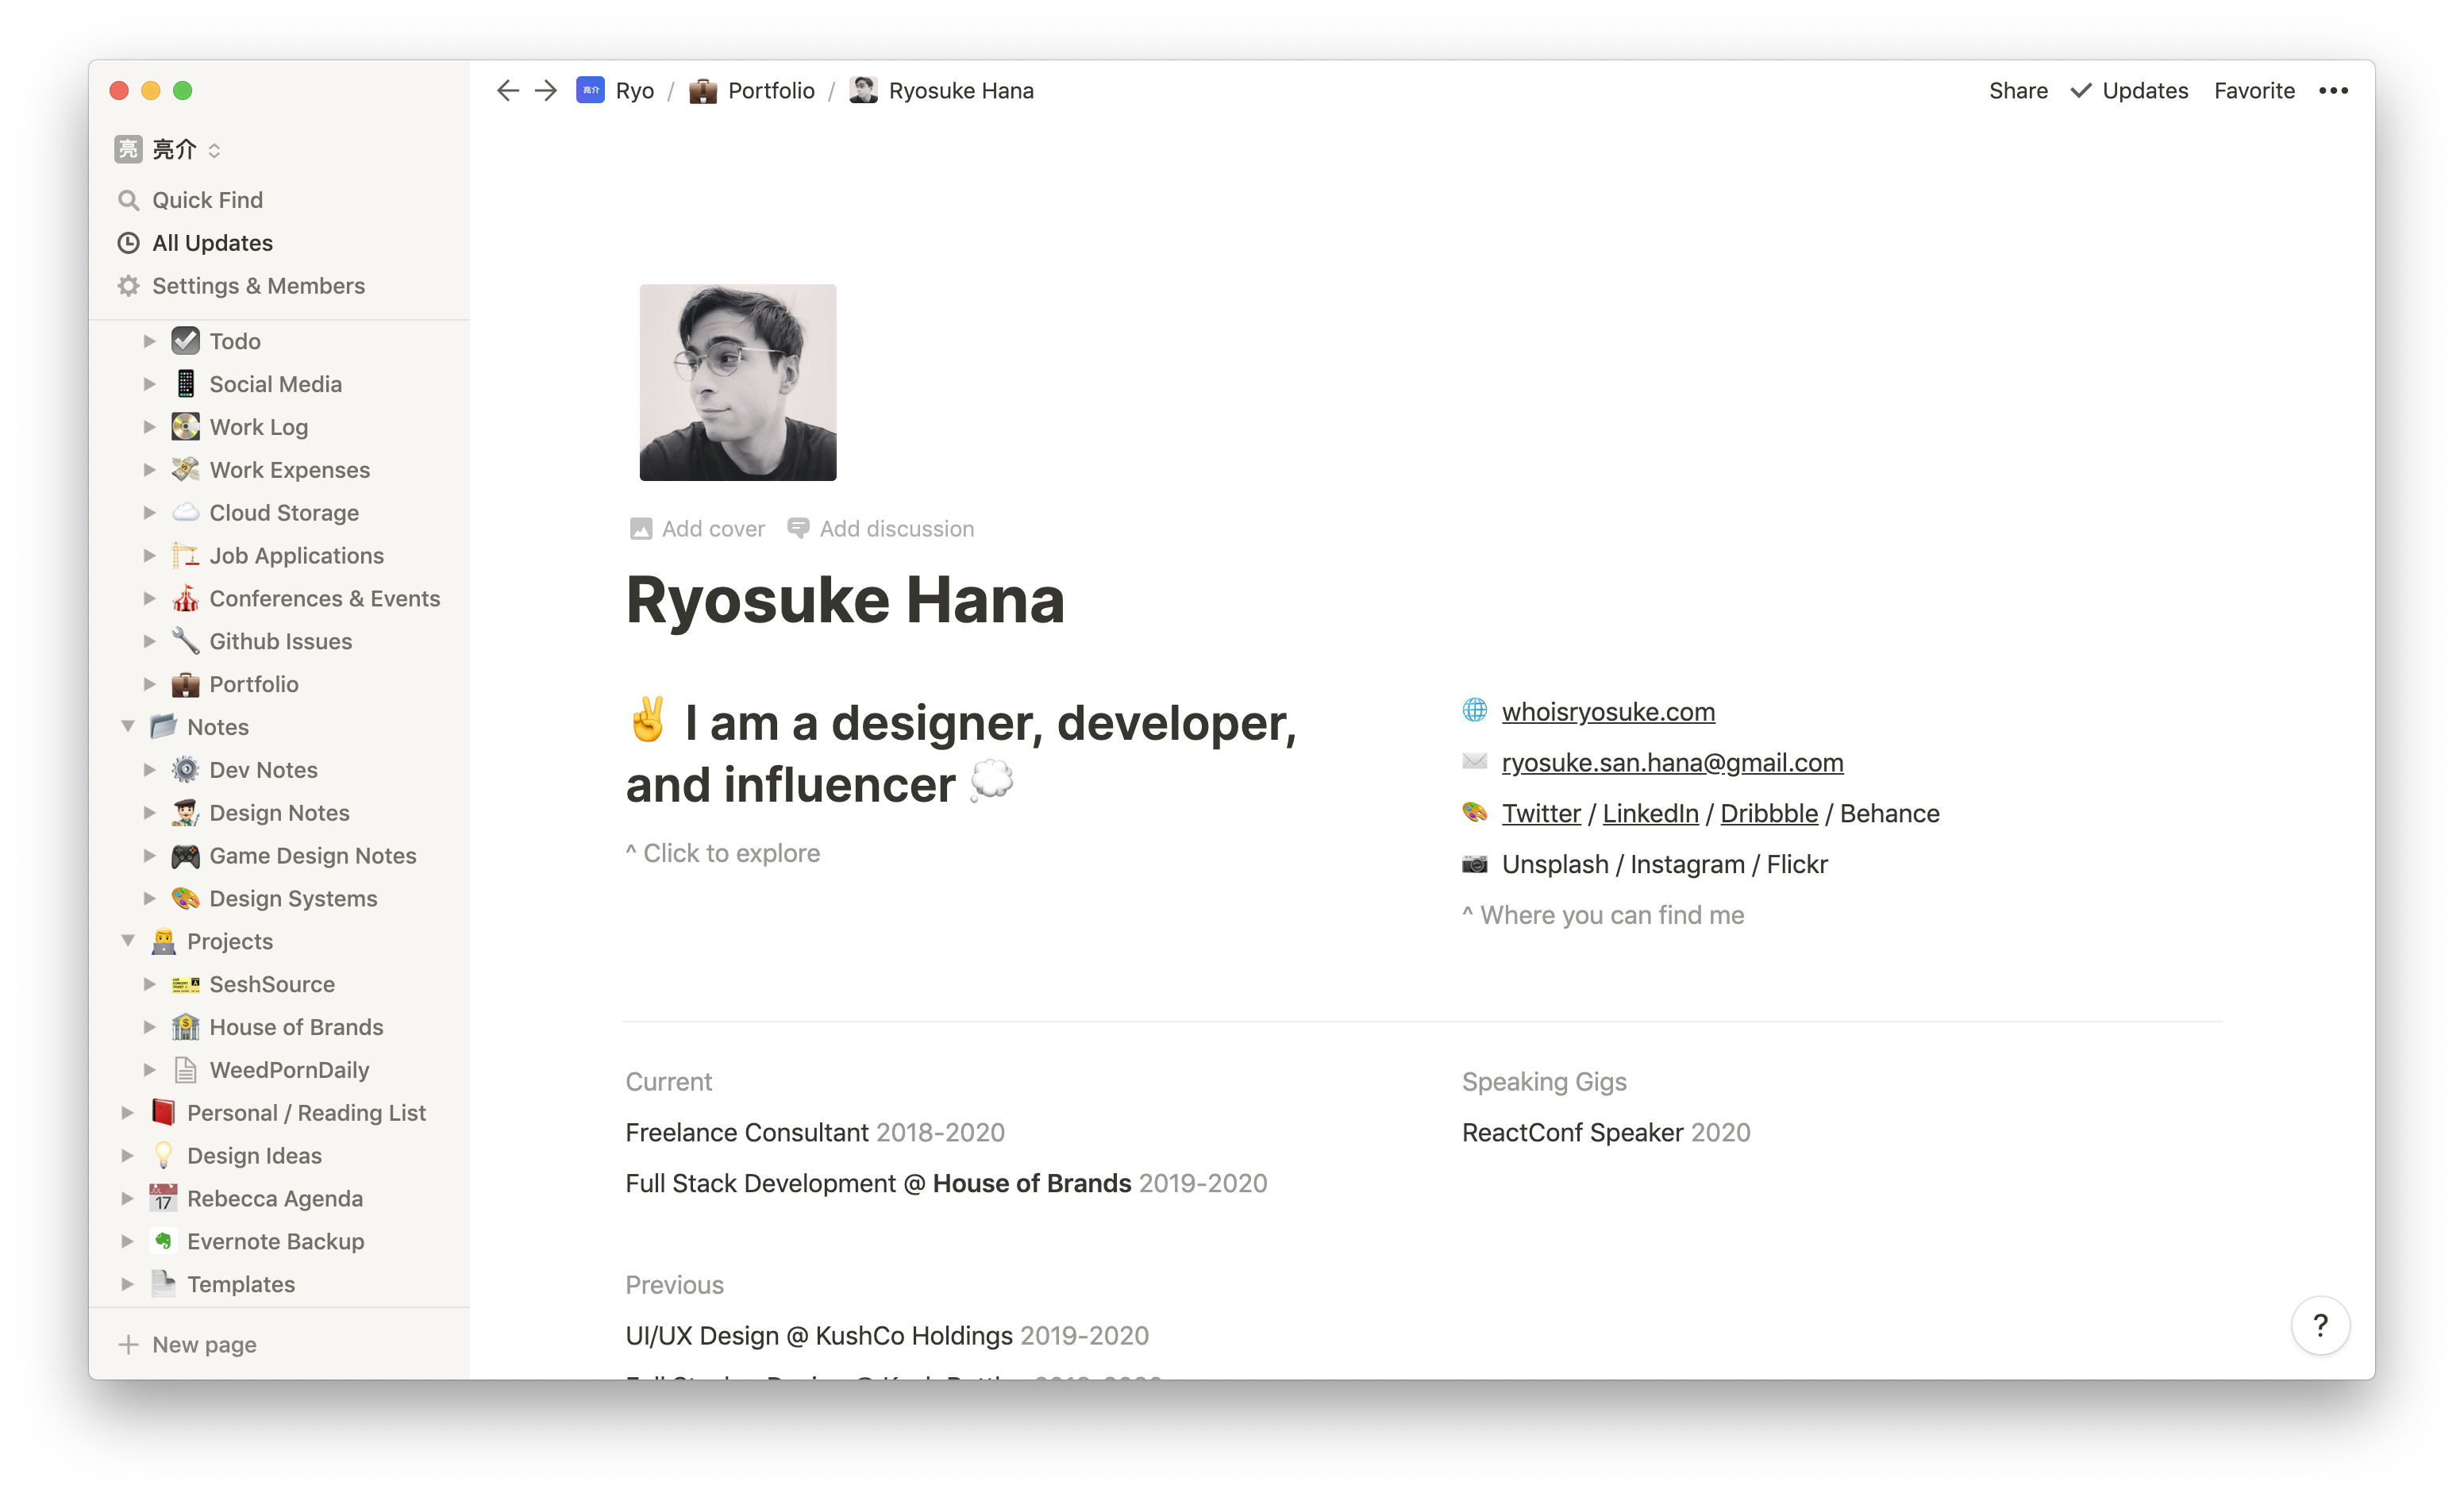 Ryo / Portfolio / Ryosuke Hana
Share Updates Favorite
亮 亮介
Quick Find
All Updates
Settings & Members
Todo
Social Media
Work Log
Work Expenses
Cloud Storage
Job Applications
Conferences & Events
Github Issues
Portfolio
Notes
Dev Notes
Design Notes
Game Design Notes
Design Systems
Projects
SeshSource
House of Brands
WeedPornDaily
Personal / Reading List
Design Ideas
Rebecca Agenda
Evernote Backup
Templates
New page
Add cover Add discussion
Ryosuke Hana
✌️ I am a designer, developer,
and influencer 💭
^ Click to explore
whoisryosuke.com
ryosuke.san.hana@gmail.com
Twitter / LinkedIn / Dribbble / Behance
Unsplash / Instagram / Flickr
^ Where you can find me
Current
Freelance Consultant 2018-2020
Full Stack Development @ House of Brands 2019-2020
Speaking Gigs
ReactConf Speaker 2020
Previous
UI/UX Design @ KushCo Holdings 2019-2020
?